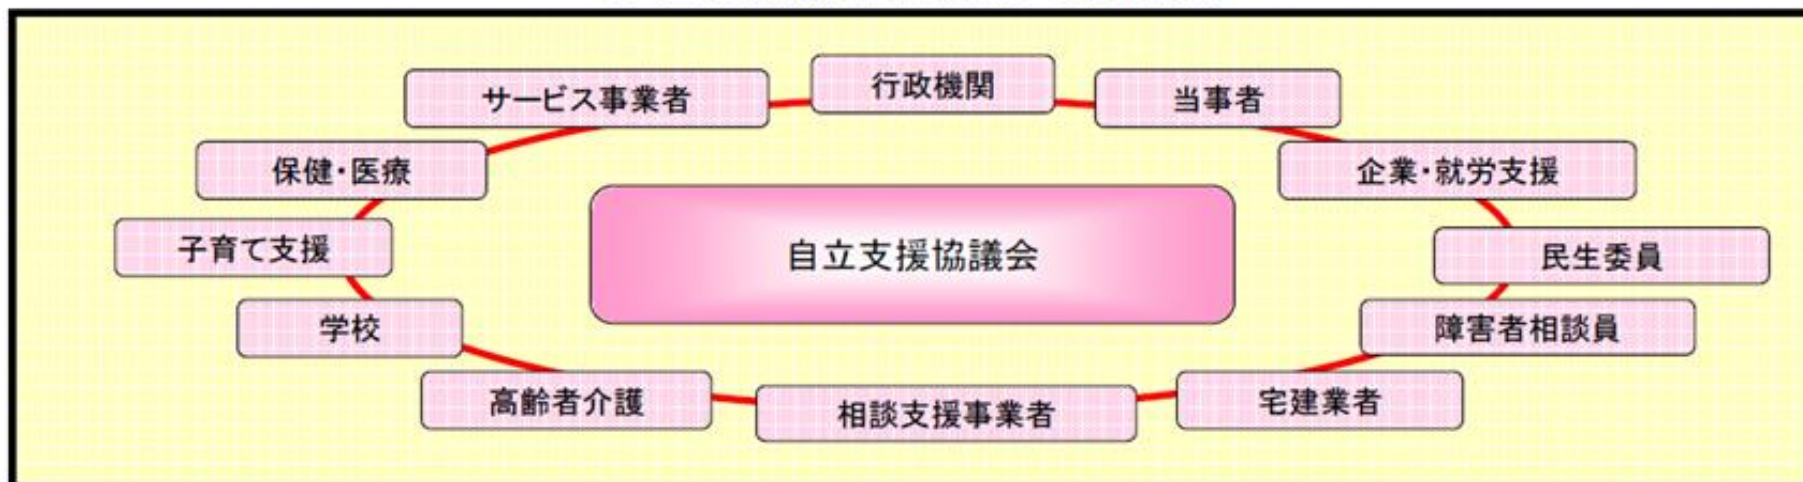 行政機関
サービス事業者
当事者
保健・医療
企業・就労支援
子育て支援
自立支援協議会
民生委員
学校
障害者相談員
高齢者介護
相談支援事業者
宅建業者